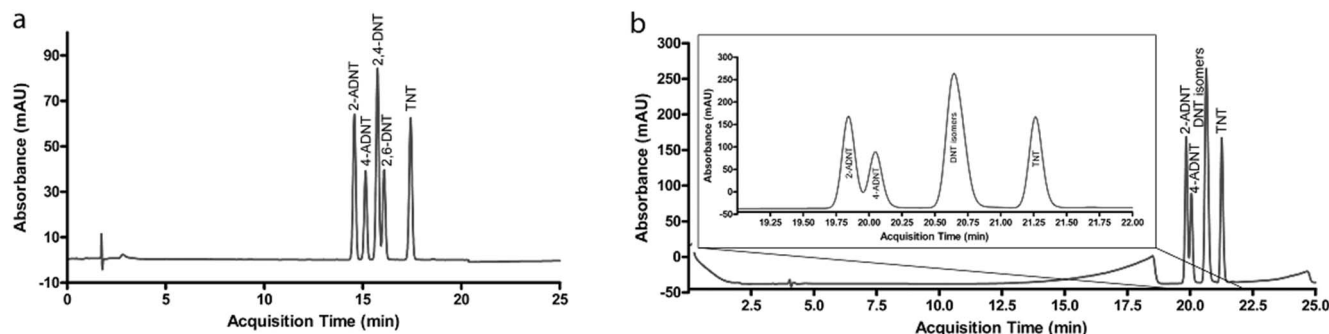 a
Absorbance (mAU)
90
70
50
30
10
-10
2-ADNT
4-ADNT
2,4-DNT
2,6-DNT
TNT
0 5 10 15 20 25
Acquisition Time (min)
b
Absorbance (mAU)
300
250
200
150
100
50
0
-50
Absorbance (mAU)
300
250
200
150
100
50
0
-50
2-ADNT
4-ADNT
DNT isomers
TNT
19.25 19.50 19.75 20.00 20.25 20.50 20.75 21.00 21.25 21.50 21.75 22.00
Acquisition Time (min)
2-ADNT
4-ADNT
DNT isomers
TNT
2.5 5.0 7.5 10.0 12.5 15.0 17.5 20.0 22.5 25.0
Acquisition Time (min)